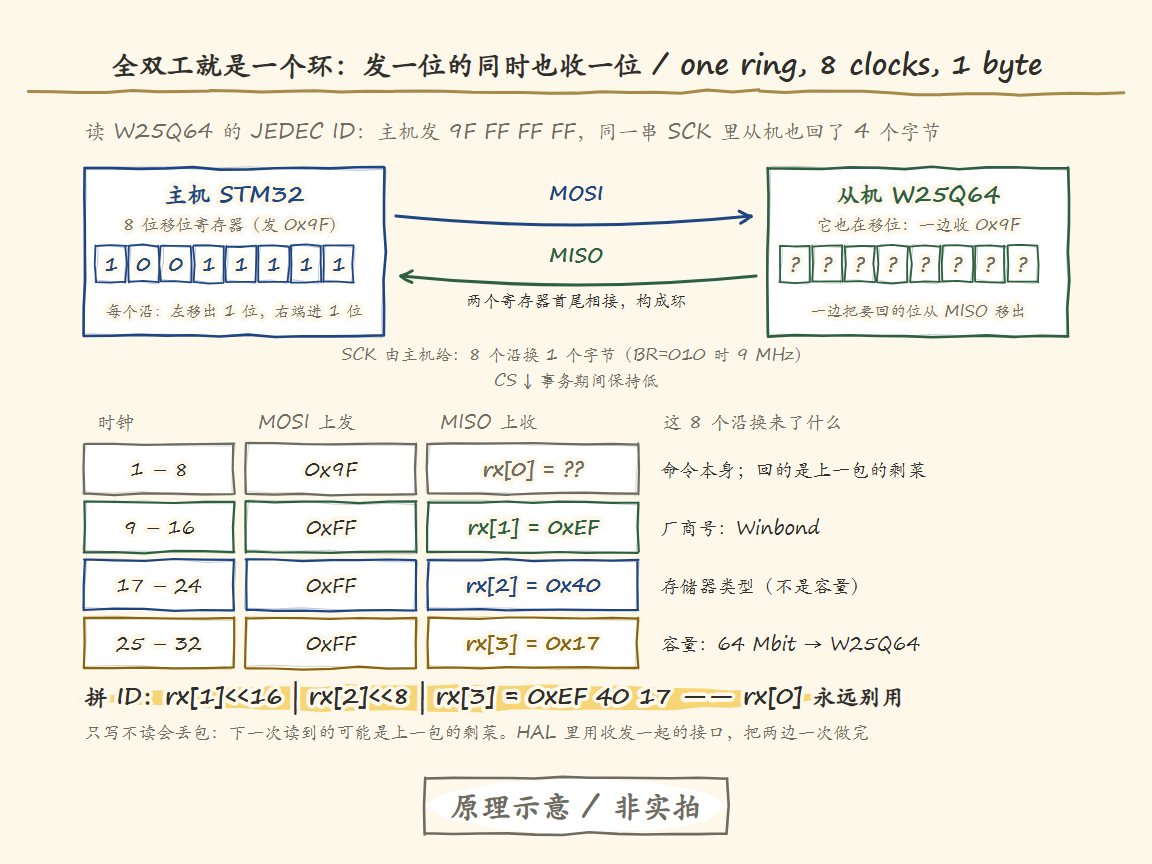 全双工就是一个环：发一位的同时也收一位 / one ring, 8 clocks, 1 byte
读 W25Q64 的 JEDEC ID：主机发 9F FF FF FF，同一串 SCK 里从机也回了 4 个字节
主机 STM32
8 位移位寄存器（发 0x9F）
1 0 0 1 1 1 1 1
每个沿：左移出 1 位，右端进 1 位
MOSI
MISO
两个寄存器首尾相接，构成环
从机 W25Q64
它也在移位：一边收 0x9F
? ? ? ? ? ? ? ?
一边把要回的位从 MISO 移出
SCK 由主机给：8 个沿换 1 个字节（BR=010 时 9 MHz）
CS ↓ 事务期间保持低
时钟 MOSI 上发 MISO 上收 这 8 个沿换来了什么
1 – 8 0x9F rx[0] = ?? 命令本身；回的是上一包的剩菜
9 – 16 0xFF rx[1] = 0xEF 厂商号：Winbond
17 – 24 0xFF rx[2] = 0x40 存储器类型（不是容量）
25 – 32 0xFF rx[3] = 0x17 容量：64 Mbit → W25Q64
拼 ID：rx[1]<<16 | rx[2]<<8 | rx[3] = 0xEF 40 17 —— rx[0] 永远别用
只写不读会丢包：下一次读到的可能是上一包的剩菜。HAL 里用收发一起的接口，把两边一次做完
原理示意 / 非实拍